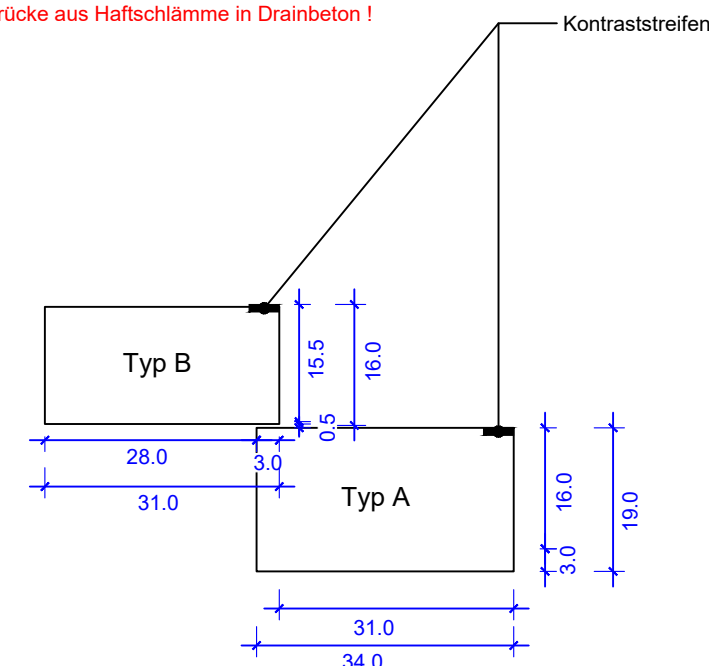 rücke aus Haftschlämme in Drainbeton !
Kontraststreifen
Typ B
15.5
16.0
0.5
28.0
3.0
31.0
Typ A
16.0
19.0
3.0
31.0
34.0